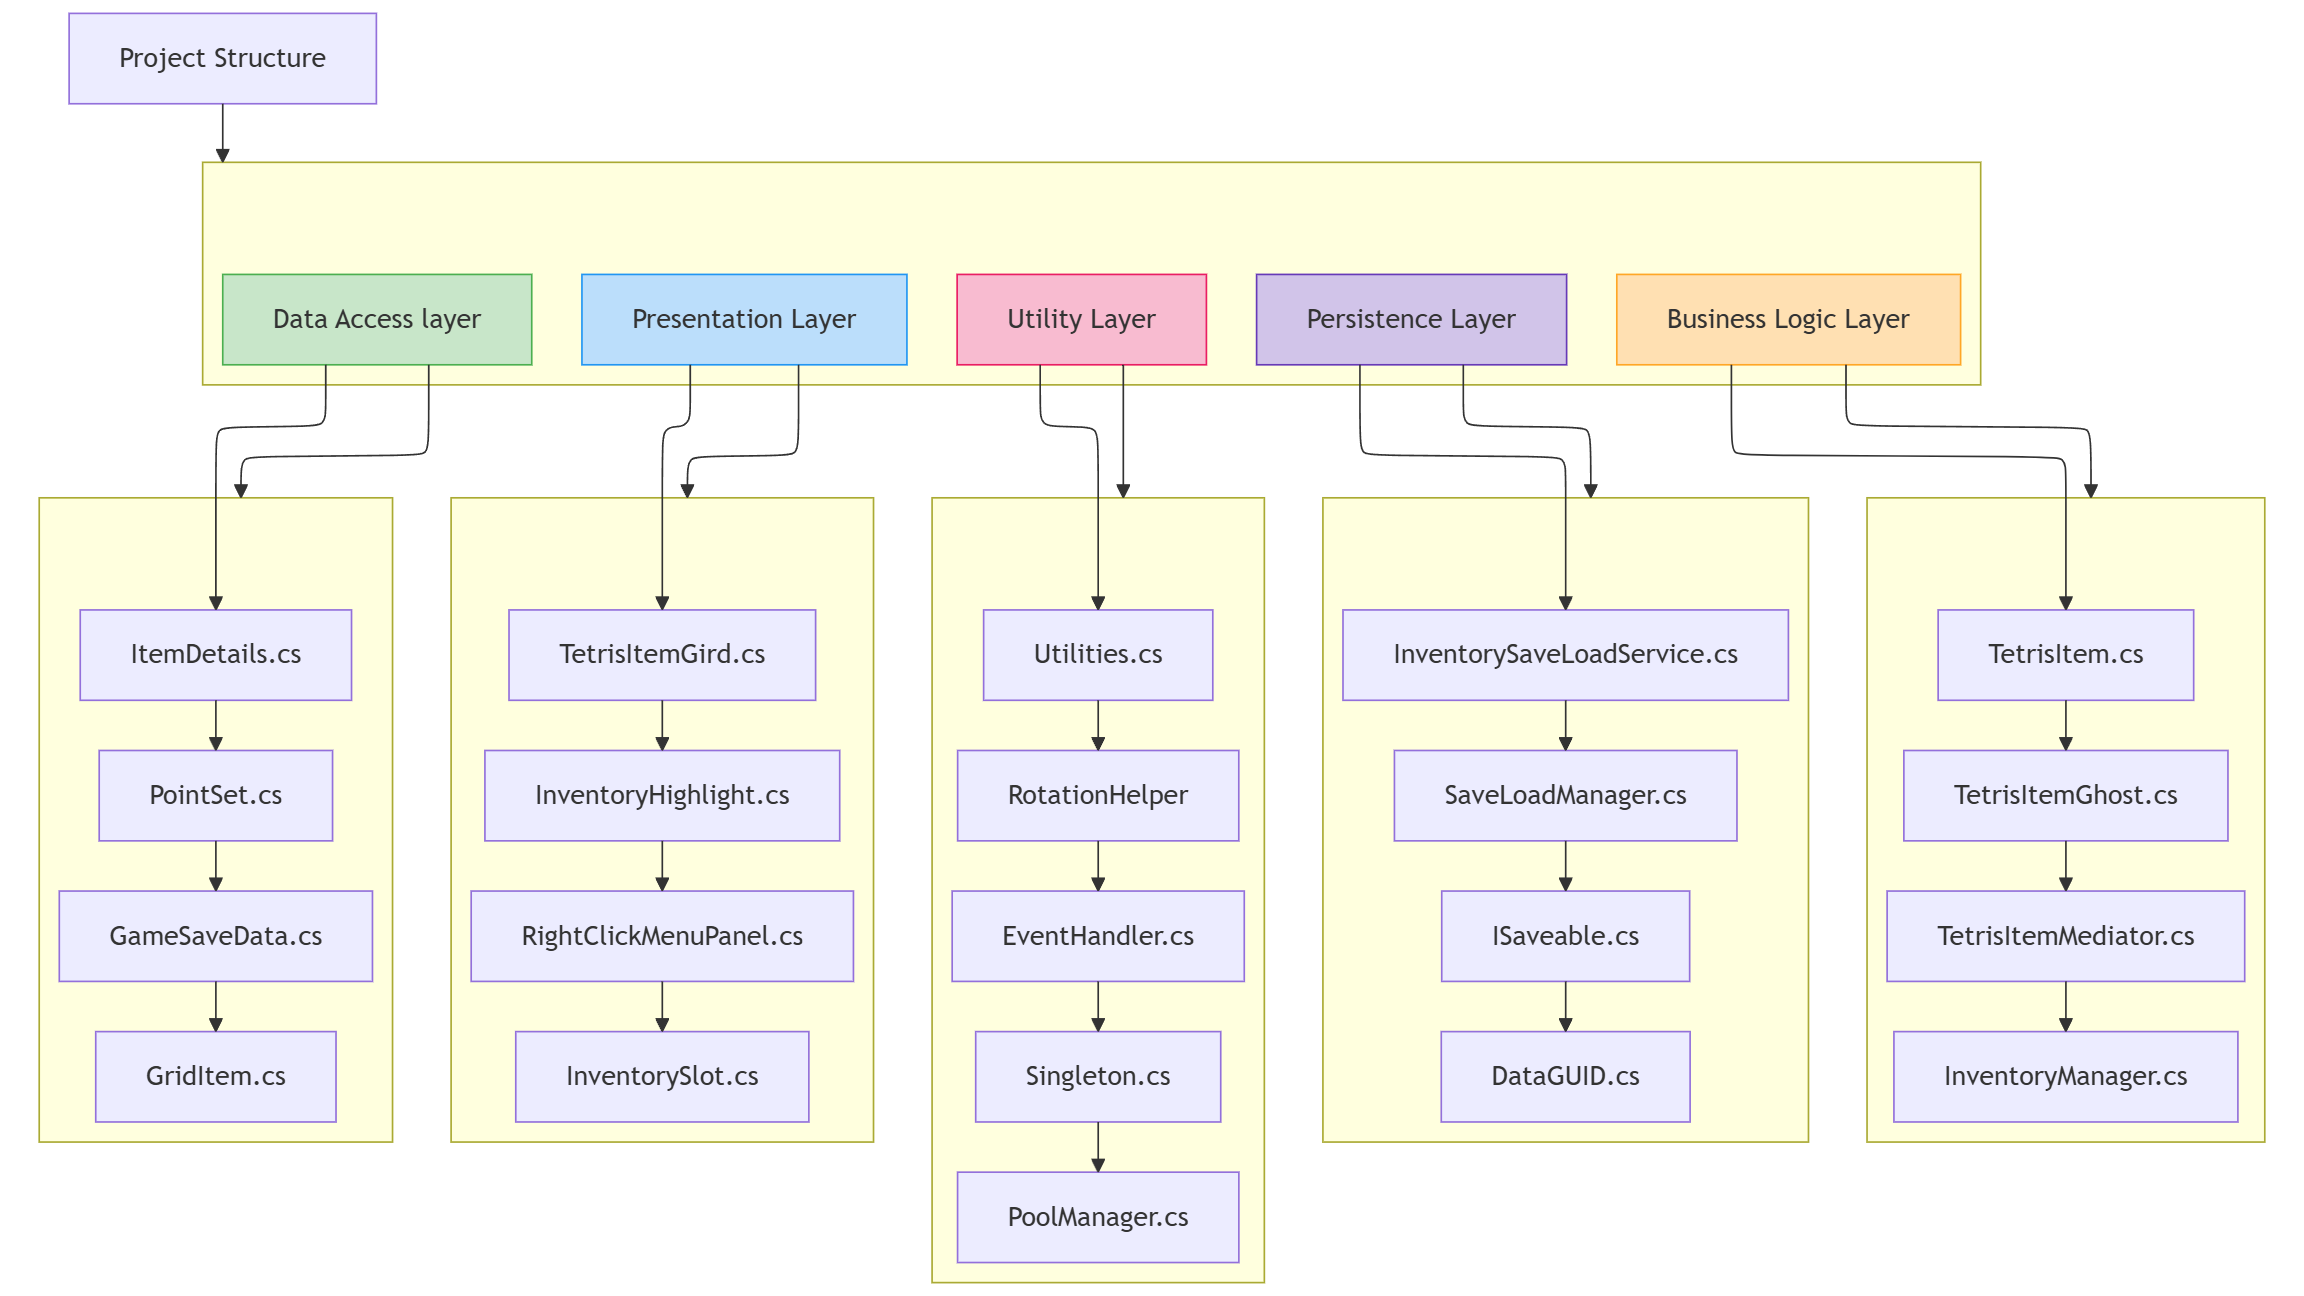 Project Structure
Data Access layer
Presentation Layer
Utility Layer
Persistence Layer
Business Logic Layer
ItemDetails.cs
TetrisItemGird.cs
Utilities.cs
InventorySaveLoadService.cs
TetrisItem.cs
PointSet.cs
InventoryHighlight.cs
RotationHelper
SaveLoadManager.cs
TetrisItemGhost.cs
GameSaveData.cs
RightClickMenuPanel.cs
EventHandler.cs
ISaveable.cs
TetrisItemMediator.cs
GridItem.cs
InventorySlot.cs
Singleton.cs
DataGUID.cs
InventoryManager.cs
PoolManager.cs